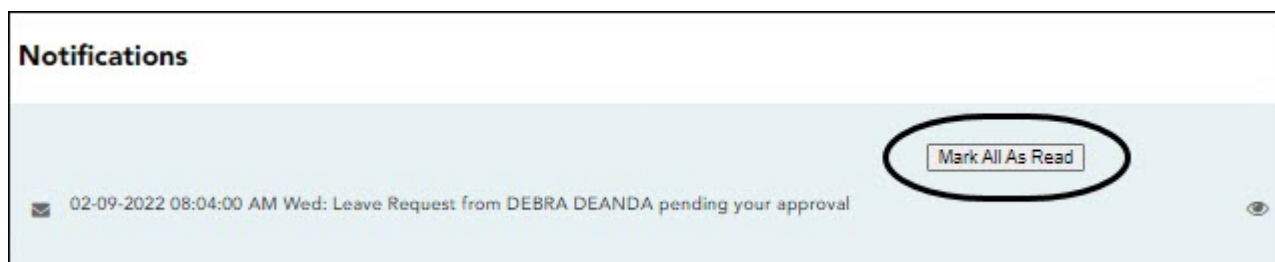 Notifications
Mark All As Read
02-09-2022 08:04:00 AM Wed: Leave Request from DEBRA DEANDA pending your approval